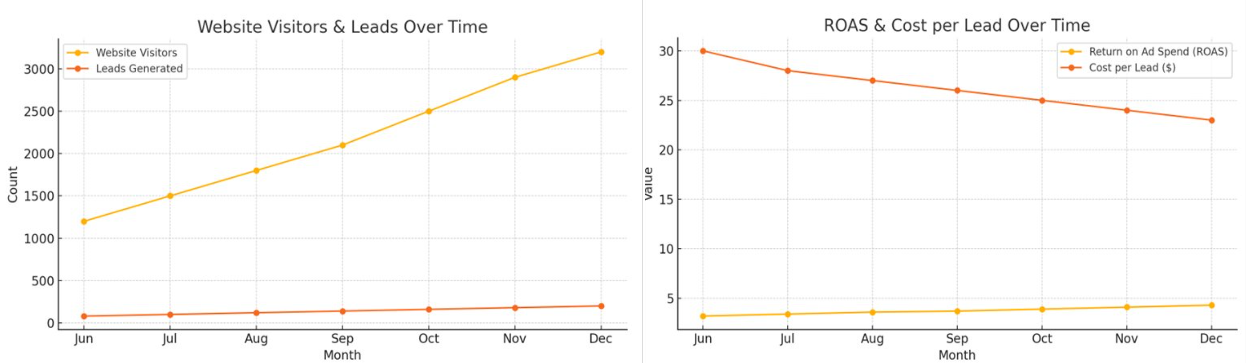 Website Visitors & Leads Over Time
Website Visitors
Leads Generated
3000
2500
2000
1500
1000
500
0
Count
Jun Jul Aug Sep Oct Nov Dec
Month
ROAS & Cost per Lead Over Time
Return on Ad Spend (ROAS)
Cost per Lead ($)
30
25
20
15
10
5
Value
Jun Jul Aug Sep Oct Nov Dec
Month